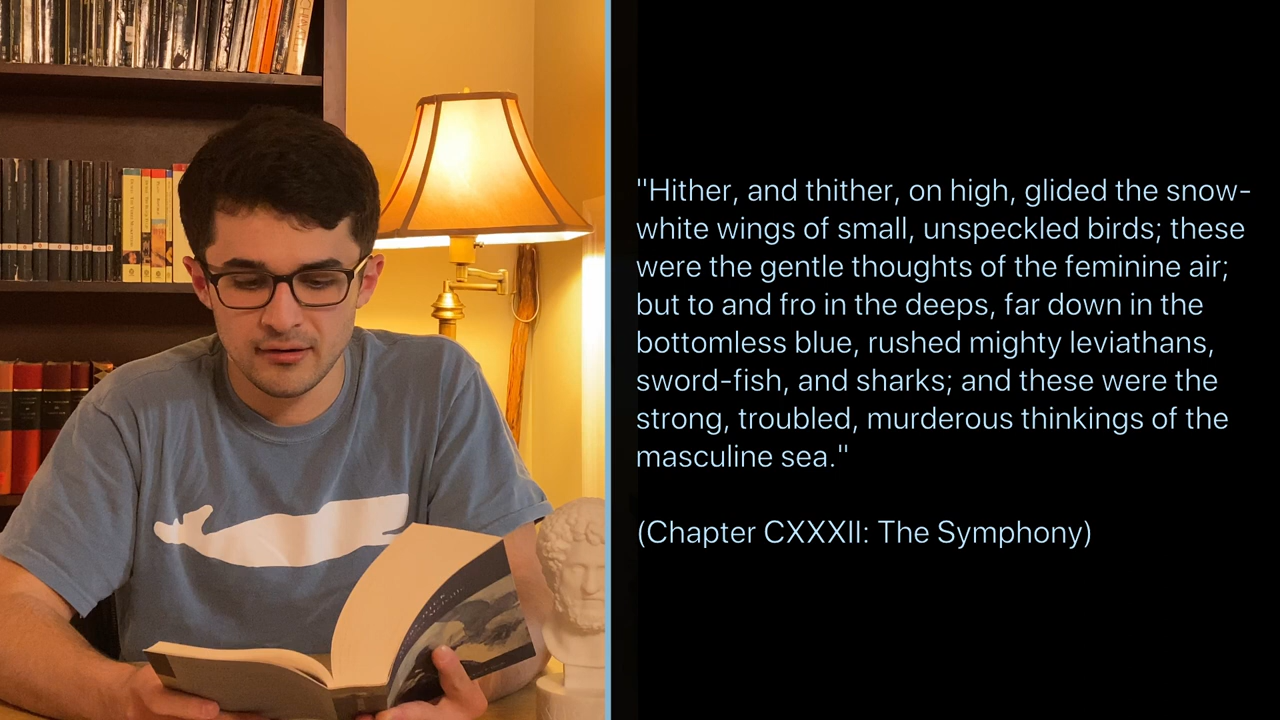 "Hither, and thither, on high, glided the snow-
white wings of small, unspeckled birds; these
were the gentle thoughts of the feminine air;
but to and fro in the deeps, far down in the
bottomless blue, rushed mighty leviathans,
sword-fish, and sharks; and these were the
strong, troubled, murderous thinkings of the
masculine sea."
(Chapter CXXXII: The Symphony)